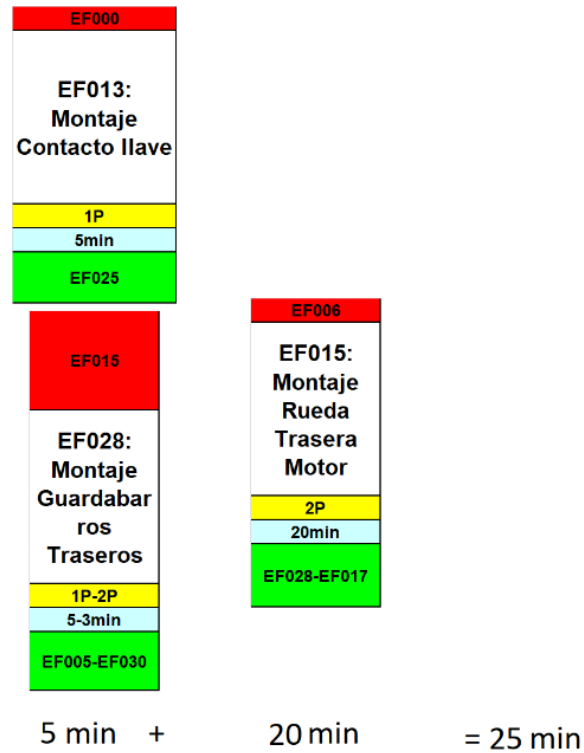 EF000
EF013:
Montaje
Contacto llave
1P
5min
EF025
EF015
EF028:
Montaje
Guardabar
ros
Traseros
1P-2P
5-3min
EF005-EF030
EF006
EF015:
Montaje
Rueda
Trasera
Motor
2P
20min
EF028-EF017
5 min + 20 min = 25 min